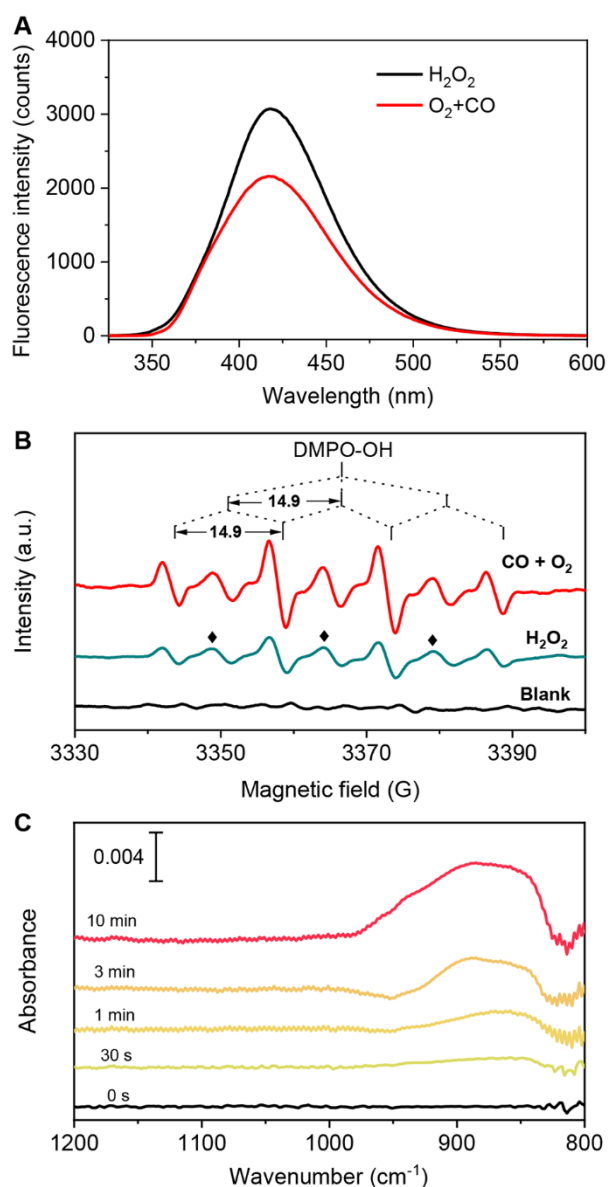 A
4000
3000
2000
1000
0
Fluorescence intensity (counts)
H₂O₂
O₂+CO
350 400 450 500 550 600
Wavelength (nm)
B
DMPO-OH
14.9
14.9
CO + O₂
H₂O₂
Blank
Intensity (a.u.)
3330 3350 3370 3390
Magnetic field (G)
C
0.004
10 min
3 min
1 min
30 s
0 s
Absorbance
1200 1100 1000 900 800
Wavenumber (cm⁻¹)